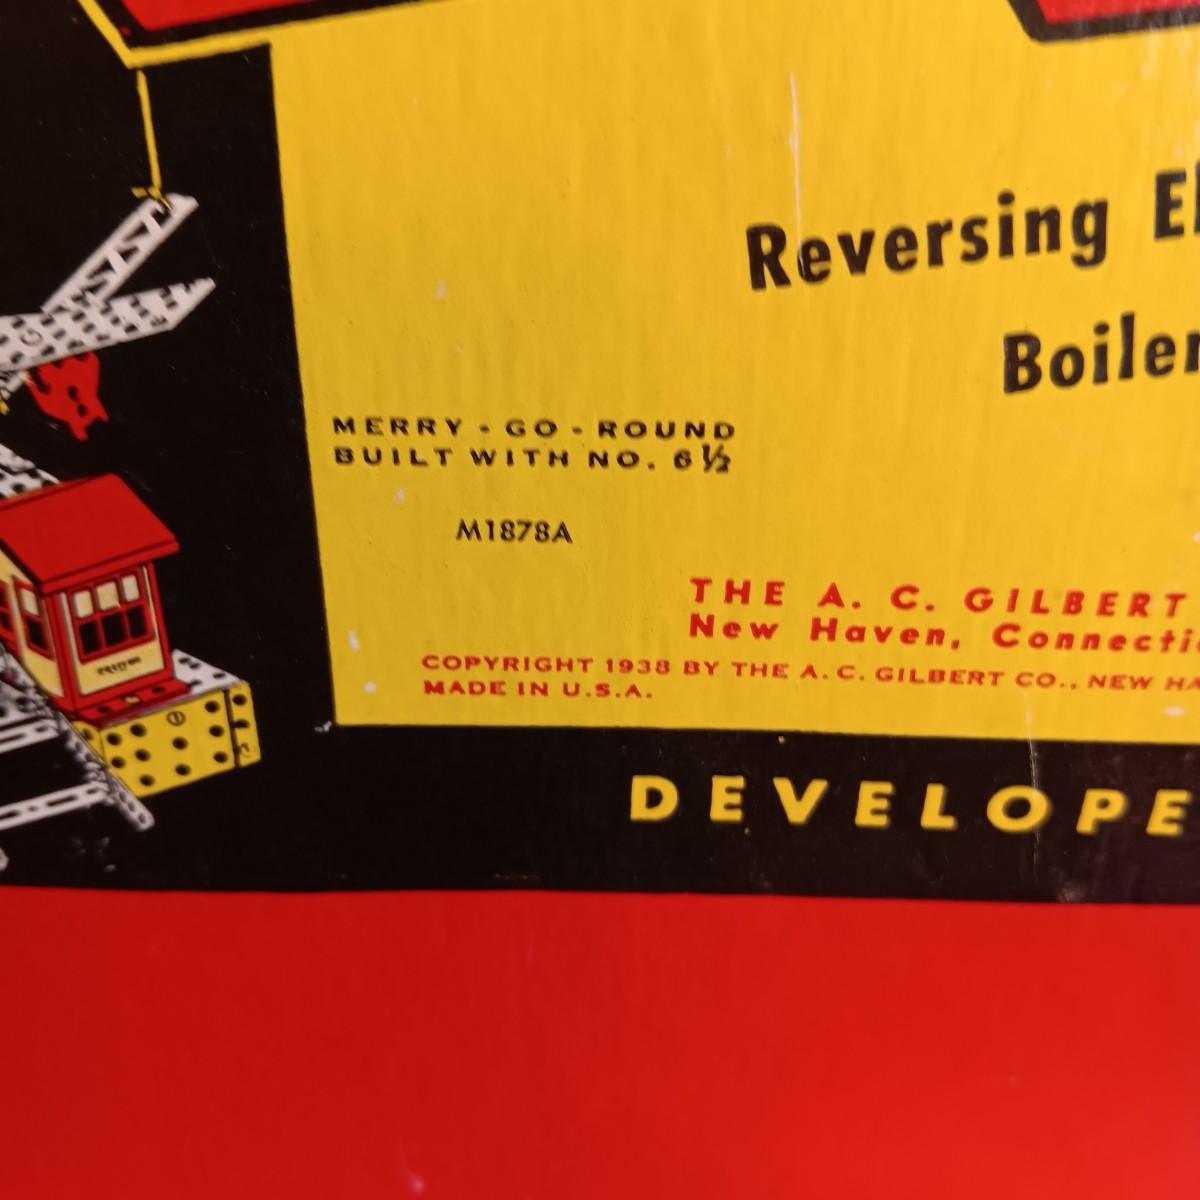 Reversing
Boiler
MERRY - GO - ROUND
BUILT WITH NO. 6½
M1878A
THE A. C. GILBERT
New Haven,
COPYRIGHT 1938 BY THE A. C. GILBERT CO., NEW
MADE IN U.S.A.